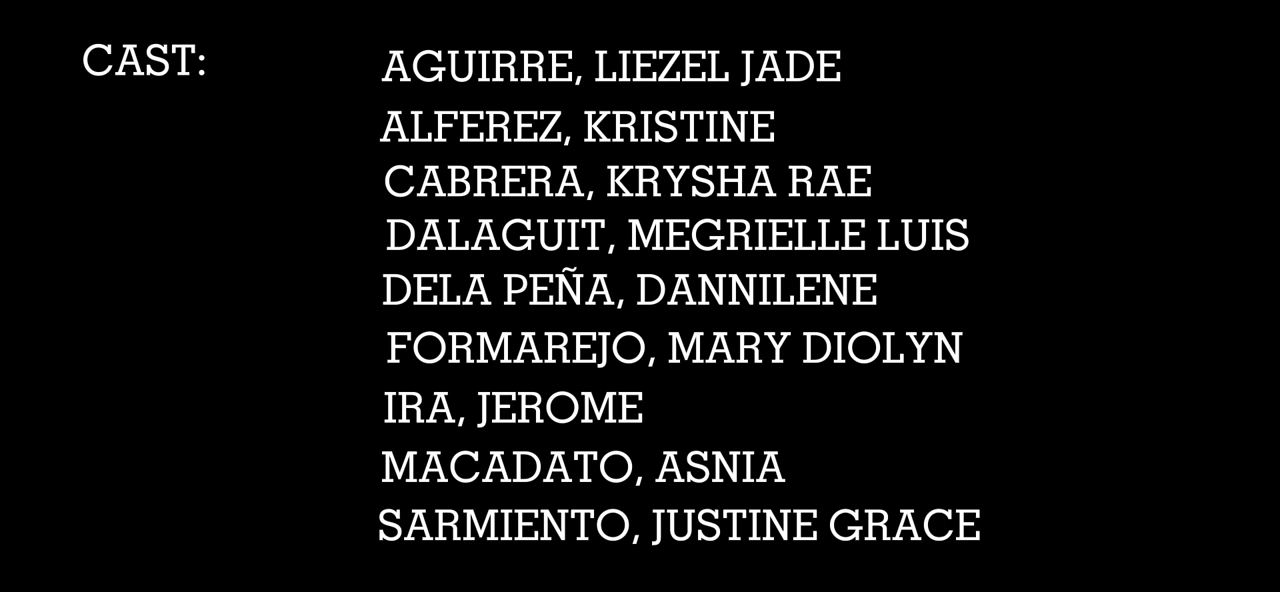 CAST:
AGUIRRE, LIEZEL JADE
ALFEREZ, KRISTINE
CABRERA, KRYSHA RAE
DALAGUIT, MEGRIELLE LUIS
DELA PEÑA, DANNILENE
FORMAREJO, MARY DIOLYN
IRA, JEROME
MACADATO, ASNIA
SARMIENTO, JUSTINE GRACE